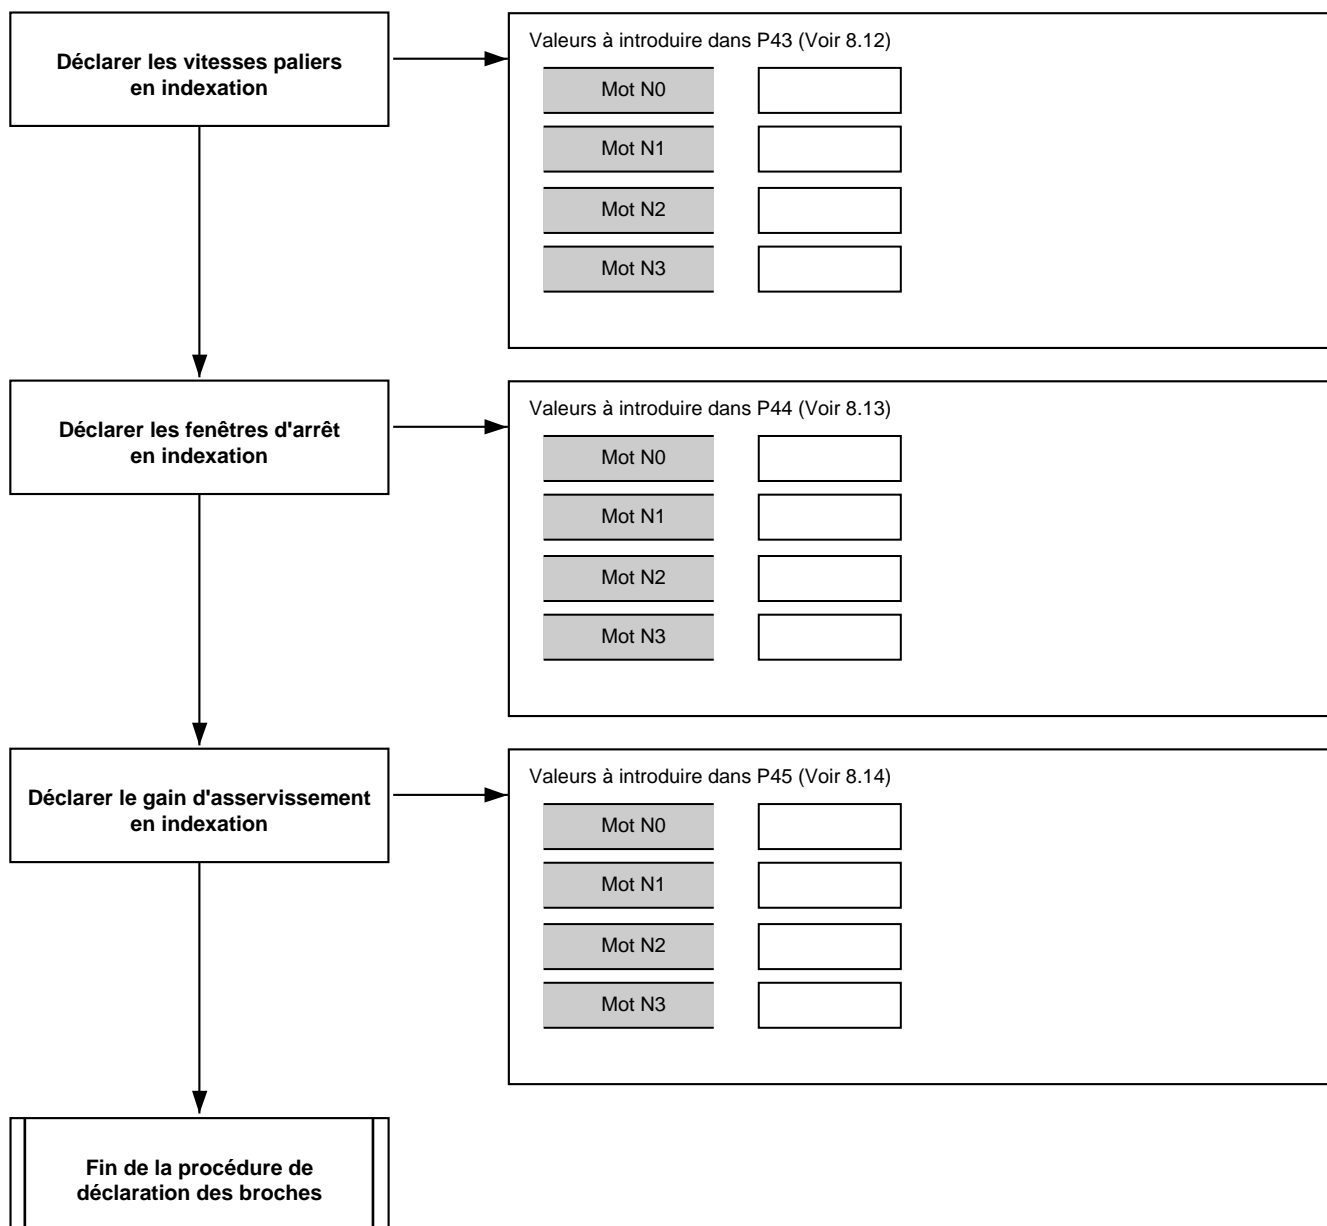 Déclarer les vitesses paliers
en indexation
Valeurs à introduire dans P43 (Voir 8.12)
Mot N0
Mot N1
Mot N2
Mot N3
Déclarer les fenêtres d'arrêt
en indexation
Valeurs à introduire dans P44 (Voir 8.13)
Mot N0
Mot N1
Mot N2
Mot N3
Déclarer le gain d'asservissement
en indexation
Valeurs à introduire dans P45 (Voir 8.14)
Mot N0
Mot N1
Mot N2
Mot N3
Fin de la procédure de
déclaration des broches